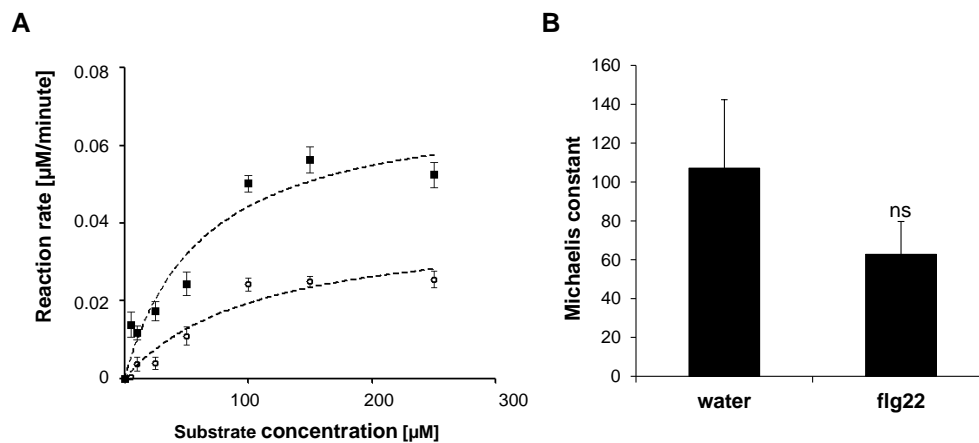 A
Reaction rate [µM/minute]
0.08
0.06
0.04
0.02
0
100
200
300
Substrate concentration [µM]
B
Michaelis constant
160
140
120
100
80
60
40
20
0
ns
water
flg22